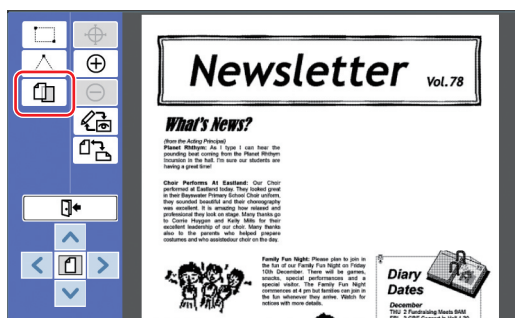 Newsletter Vol. 78
What's News?
(from the Acting Principal)
Planet Rhthym: As I type I can hear the
pounding beat coming from the Planet Rhthym
incursion in the hall. I'm sure our students are
having a great time!
Choir Performs At Eastland: Our Choir
performed at Eastland today. They looked great
in their Bayswater Primary School Choir uniform,
they sounded beautiful and their choreography
was excellent. It is amazing how relaxed and
professional they look on stage. Many thanks go
to Corrie Huygen and Kelly Mills for their
excellent leadership of our choir. Many thanks
also to the parents who helped prepare
costumes and who assistedour choir on the day.
Family Fun Night: Please plan to join in
the fun of our Family Fun Night on Friday
10th December. There will be games,
snacks, special performances and a
special visitor. The Family Fun Night
commences at 4 pm but families can join in
the fun whenever they arrive. Watch for
notices with more details.
Diary
Dates
December
THU 2 Fundraising Meets 9AM